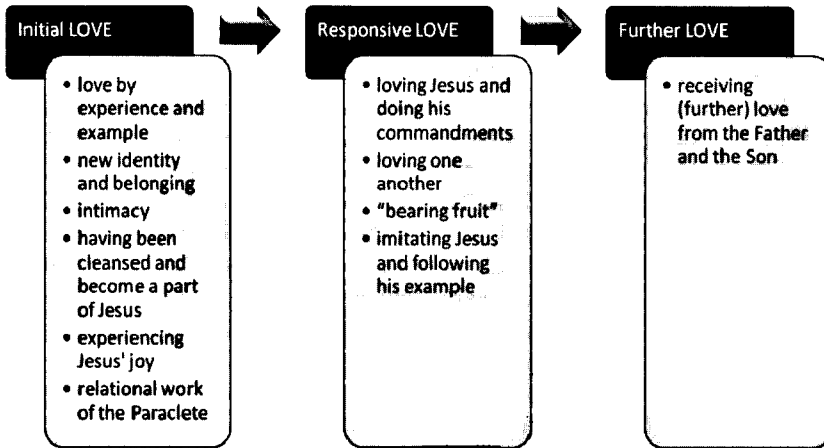 Initial LOVE
• love by
experience and
example
• new identity
and belonging
• intimacy
• having been
cleansed and
become a part
of Jesus
• experiencing
Jesus' joy
• relational work
of the Paraclete
Responsive LOVE
• loving Jesus and
doing his
commandments
• loving one
another
• "bearing fruit"
• imitating Jesus
and following
his example
Further LOVE
• receiving
(further) love
from the Father
and the Son